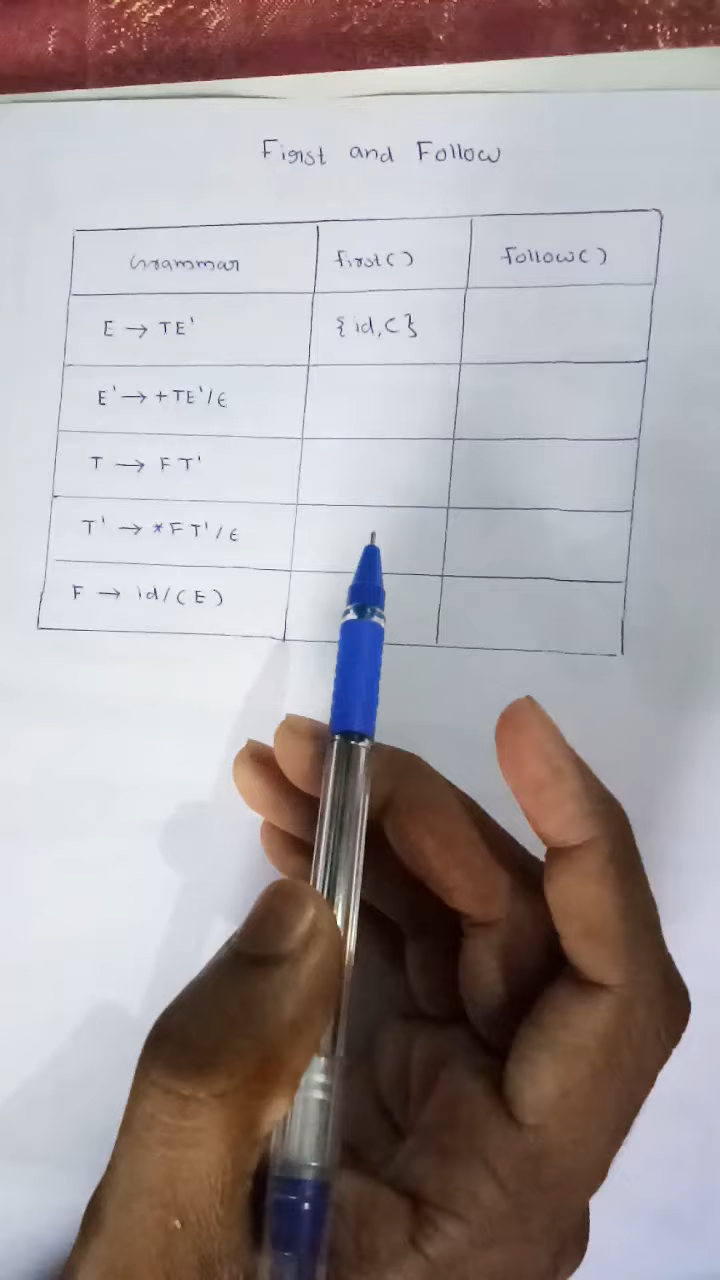 First and Follow
Grammar first() follow()
E → TE' {id,(}
E' → +TE'/ϵ
T → FT'
T' → *FT'/ϵ
F → id/(E)